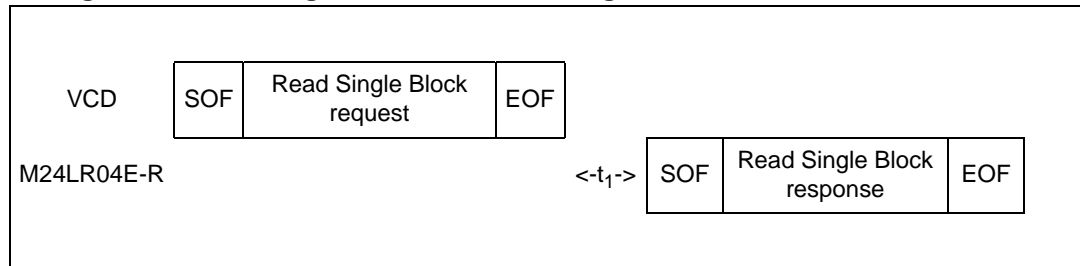 VCD SOF Read Single Block request EOF
M24LR04E-R <-t1-> SOF Read Single Block response EOF